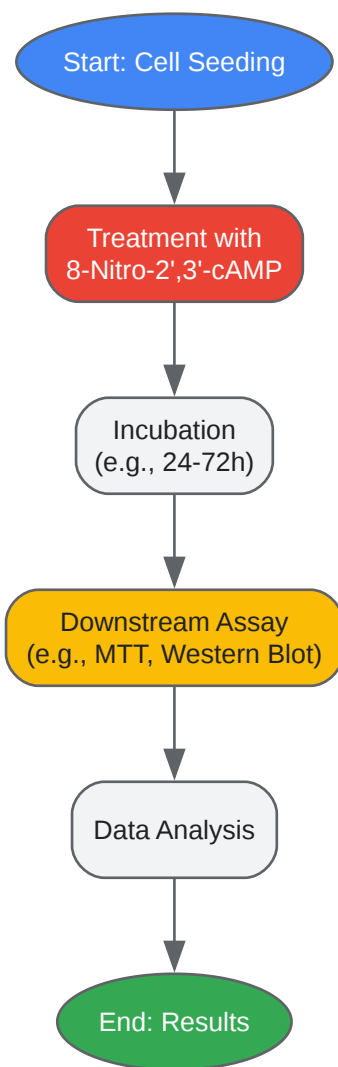 Start: Cell Seeding
Treatment with
8-Nitro-2',3'-cAMP
Incubation
(e.g., 24-72h)
Downstream Assay
(e.g., MTT, Western Blot)
Data Analysis
End: Results